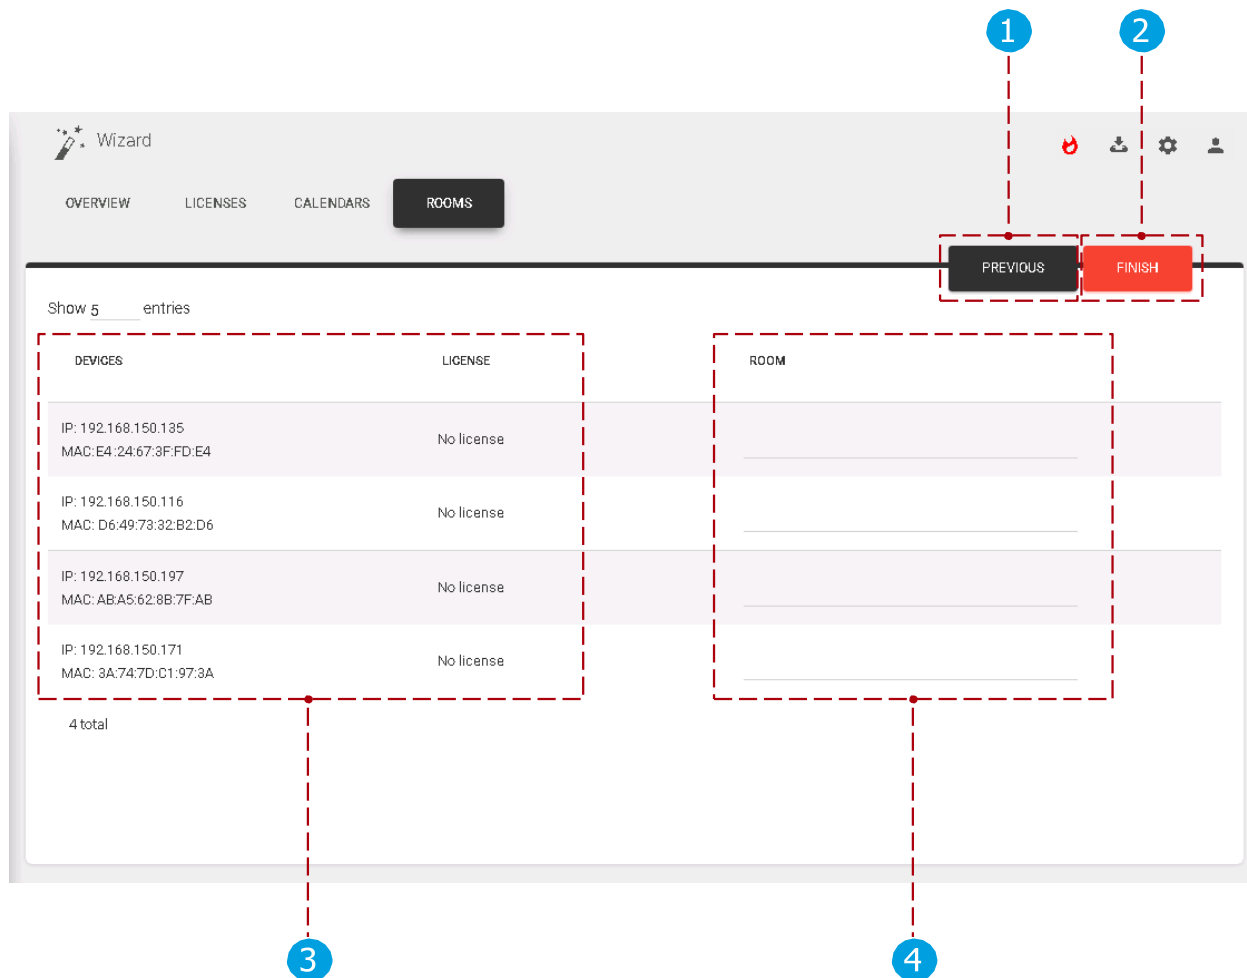 1 2
Wizard
OVERVIEW LICENSES CALENDARS ROOMS
PREVIOUS FINISH
Show 5 entries
DEVICES LICENSE ROOM
IP: 192.168.150.135
MAC:E4:24:67:3F:FD:E4
No license
IP: 192.168.150.116
MAC: D6:49:73:32:B2:D6
No license
IP: 192.168.150.197
MAC: AB:A5:62:8B:7F:AB
No license
IP: 192.168.150.171
MAC: 3A:74:7D:C1:97:3A
No license
4 total
3 4